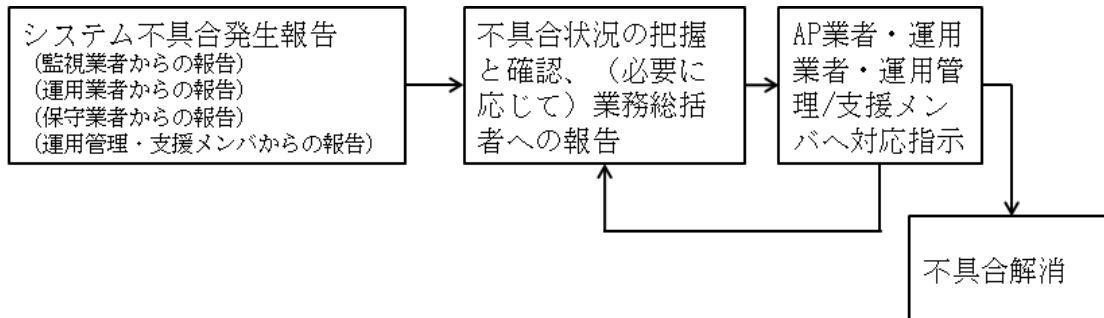 システム不具合発生報告
(監視業者からの報告)
(運用業者からの報告)
(保守業者からの報告)
(運用管理・支援メンバからの報告)
不具合状況の把握
と確認、（必要に
応じて）業務総括
者への報告
AP業者・運用
業者・運用管
理/支援メン
バへ対応指示
不具合解消